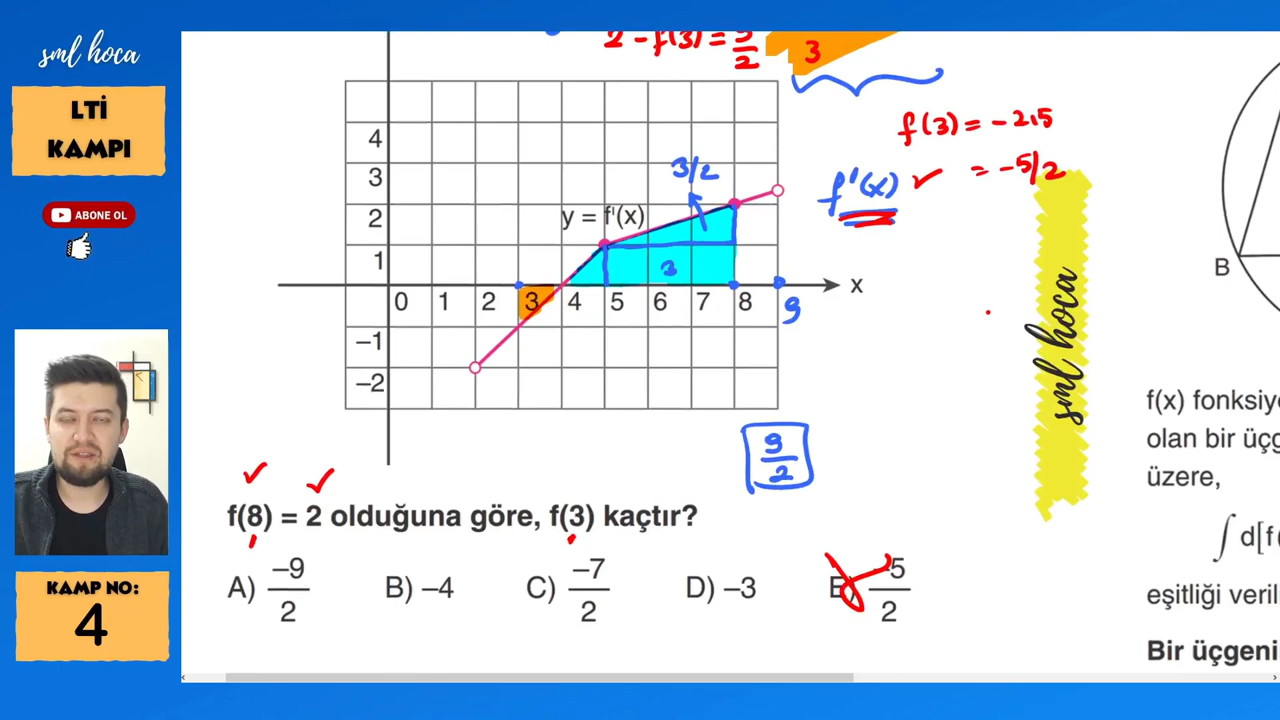 sml hoca
LTİ
KAMPI
ABONE OL
KAMP NO:
4
2 - f(3) = 9/2
3
f(3) = -2,5
= -5/2
f'(x)
3/2
y = f'(x)
4
3
2
1
-1
-2
0 1 2 3 4 5 6 7 8 9
x
3
9/2
sml hoca
f(8) = 2 olduğuna göre, f(3) kaçtır?
A) -9/2 B) -4 C) -7/2 D) -3 E) -5/2
B
f(x) fonksiyo
olan bir üçg
üzere,
∫ d[f(
eşitliği veril
Bir üçgeni